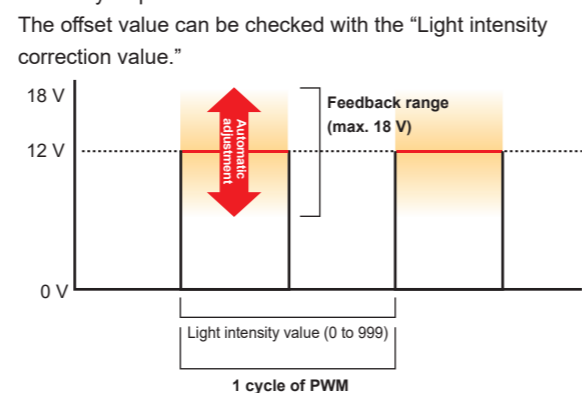 The offset value can be checked with the “Light intensity
correction value.”
18 V
Feedback range
(max. 18 V)
Automatic
adjustment
12 V
0 V
Light intensity value (0 to 999)
1 cycle of PWM